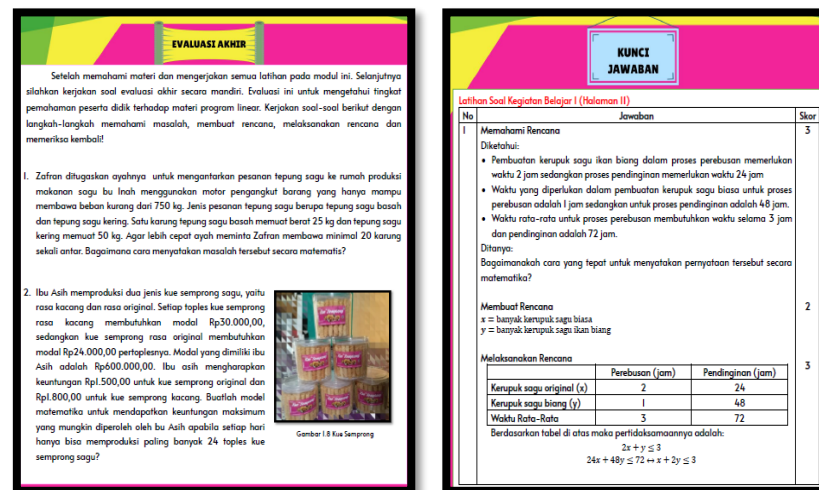 EVALUASI AKHIR
Setelah memahami materi dan mengerjakan semua latihan pada modul ini. Selanjutnya
silahkan kerjakan soal evaluasi akhir secara mandiri. Evaluasi ini untuk mengetahui tingkat
pemahaman peserta didik terhadap materi program linear. Kerjakan soal-soal berikut dengan
langkah-langkah memahami masalah, membuat rencana, melaksanakan rencana dan
memeriksa kembali!
1. Zafran ditugaskan ayahnya untuk mengantarkan pesanan tepung sagu ke rumah produksi
makanan sagu bu Inah menggunakan motor pengangkut barang yang hanya mampu
membawa beban kurang dari 750 kg. Jenis pesanan tepung sagu berupa tepung sagu basah
dan tepung sagu kering. Satu karung tepung sagu basah memuat berat 25 kg dan tepung sagu
kering memuat 50 kg. Agar lebih cepat ayah meminta Zafran membawa minimal 20 karung
sekali antar. Bagaimana cara menyatakan masalah tersebut secara matematis?
2. Ibu Asih memproduksi dua jenis kue semprong sagu, yaitu
rasa kacang dan rasa original. Setiap toples kue semprong
rasa kacang membutuhkan modal Rp30.000,00,
sedangkan kue semprong rasa original membutuhkan
modal Rp24.000,00 pertoplesnya. Modal yang dimiliki ibu
Asih adalah Rp600.000,00. Ibu asih mengharapkan
keuntungan Rp1.500,00 untuk kue semprong original dan
Rp1.800,00 untuk kue semprong kacang. Buatlah model
matematika untuk mendapatkan keuntungan maksimum
yang mungkin diperoleh oleh bu Asih apabila setiap hari
hanya bisa memproduksi paling banyak 24 toples kue
semprong sagu?
Gambar 1.8 Kue Semprong
KUNCI
JAWABAN
Latihan Soal Kegiatan Belajar 1 (Halaman 11)
No Jawaban Skor
1 Memahami Rencana 3
Diketahui:
• Pembuatan kerupuk sagu ikan biang dalam proses perebusan memerlukan
waktu 2 jam sedangkan proses pendinginan memerlukan waktu 24 jam
• Waktu yang diperlukan dalam pembuatan kerupuk sagu biasa untuk proses
perebusan adalah 1 jam sedangkan untuk proses pendinginan adalah 48 jam.
• Waktu rata-rata untuk proses perebusan membutuhkan waktu selama 3 jam
dan pendinginan adalah 72 jam.
Ditanya:
Bagaimanakah cara yang tepat untuk menyatakan pernyataan tersebut secara
matematika?
Membuat Rencana 2
x = banyak kerupuk sagu biasa
y = banyak kerupuk sagu ikan biang
Melaksanakan Rencana 3
Perebusan (jam) Pendinginan (jam)
Kerupuk sagu original (x) 2 24
Kerupuk sagu biang (y) 1 48
Waktu Rata-Rata 3 72
Berdasarkan tabel di atas maka pertidaksamaannya adalah:
2x + y ≤ 3
24x + 48y ≤ 72 ↔ x + 2y ≤ 3